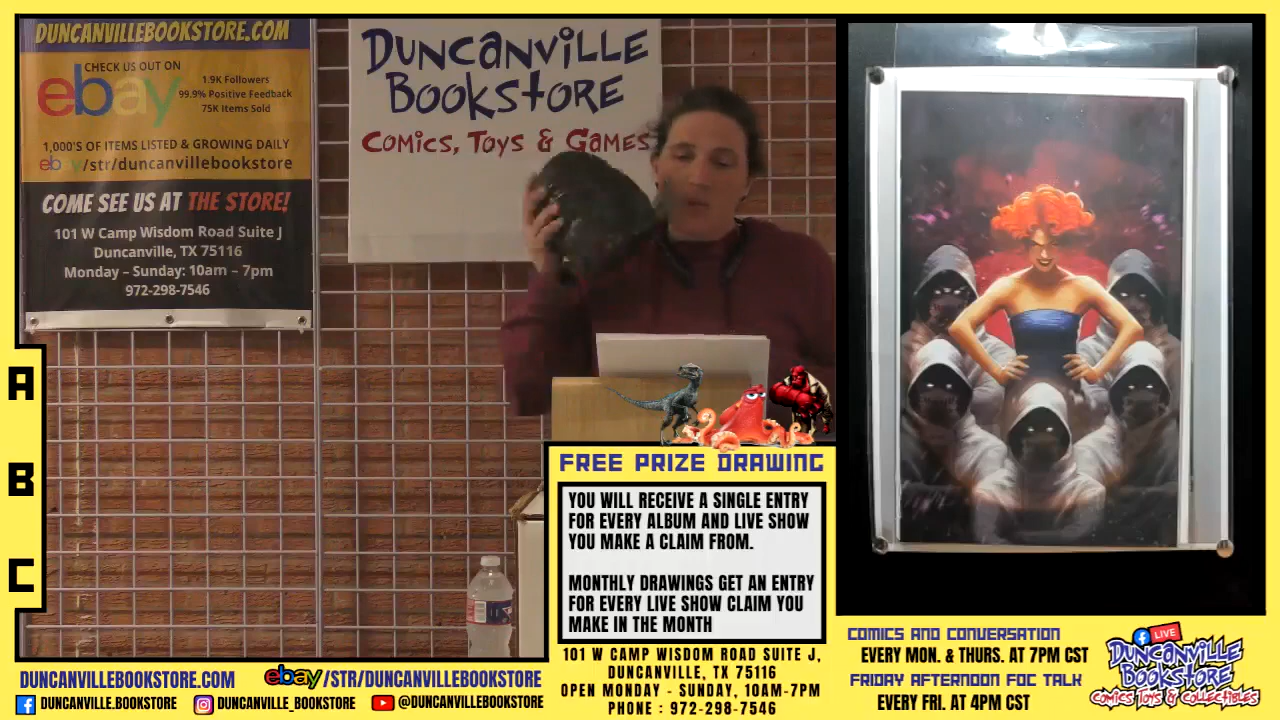 DUNCANVILLEBOOKSTORE.COM
CHECK US OUT ON
ebay
1.9K Followers
99.9% Positive Feedback
75K Items Sold
1,000'S OF ITEMS LISTED & GROWING DAILY
ebay/str/duncanvillebookstore
COME SEE US AT THE STORE!
101 W Camp Wisdom Road Suite J
Duncanville, TX 75116
Monday – Sunday: 10am – 7pm
972-298-7546
DUNCANVILLE
BOOKSTORE
COMICS, TOYS & GAMES
A
B
C
FREE PRIZE DRAWING
YOU WILL RECEIVE A SINGLE ENTRY
FOR EVERY ALBUM AND LIVE SHOW
YOU MAKE A CLAIM FROM.
MONTHLY DRAWINGS GET AN ENTRY
FOR EVERY LIVE SHOW CLAIM YOU
MAKE IN THE MONTH
101 W CAMP WISDOM ROAD SUITE J,
DUNCANVILLE, TX 75116
OPEN MONDAY - SUNDAY, 10AM-7PM
PHONE : 972-298-7546
DUNCANVILLEBOOKSTORE.COM
ebay/STR/DUNCANVILLEBOOKSTORE
DUNCANVILLE.BOOKSTORE
DUNCANVILLE_BOOKSTORE
@DUNCANVILLEBOOKSTORE
COMICS AND CONVERSATION
EVERY MON. & THURS. AT 7PM CST
FRIDAY AFTERNOON FOC TALK
EVERY FRI. AT 4PM CST
LIVE
DUNCANVILLE
BOOKSTORE
COMICS TOYS & COLLECTIBLES